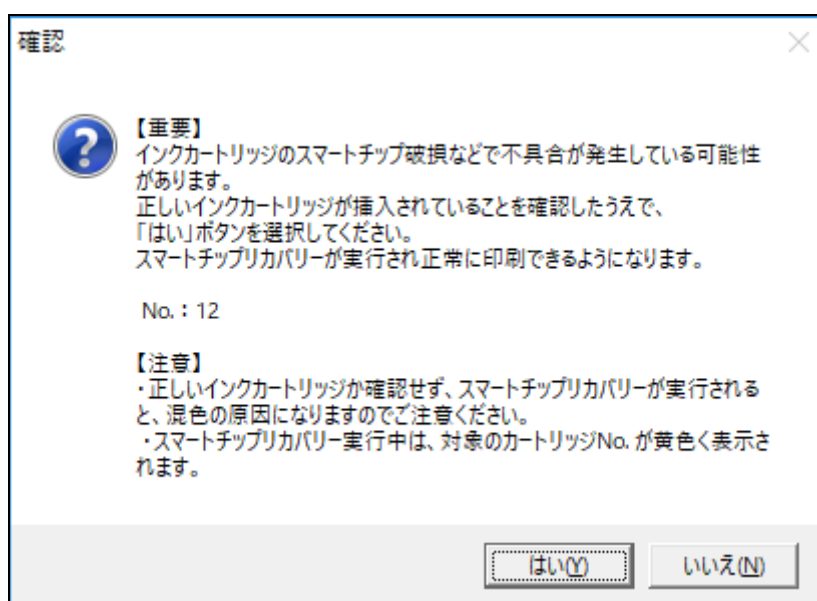 確認
【重要】
インクカートリッジのスマートチップ破損などで不具合が発生している可能性
があります。
正しいインクカートリッジが挿入されていることを確認したうえで、
「はい」ボタンを選択してください。
スマートチップリカバリーが実行され正常に印刷できるようになります。
No.：12
【注意】
・正しいインクカートリッジか確認せず、スマートチップリカバリーが実行される
と、混色の原因になりますのでご注意ください。
・スマートチップリカバリー実行中は、対象のカートリッジNo. が黄色く表示さ
れます。
はい(Y) いいえ(N)